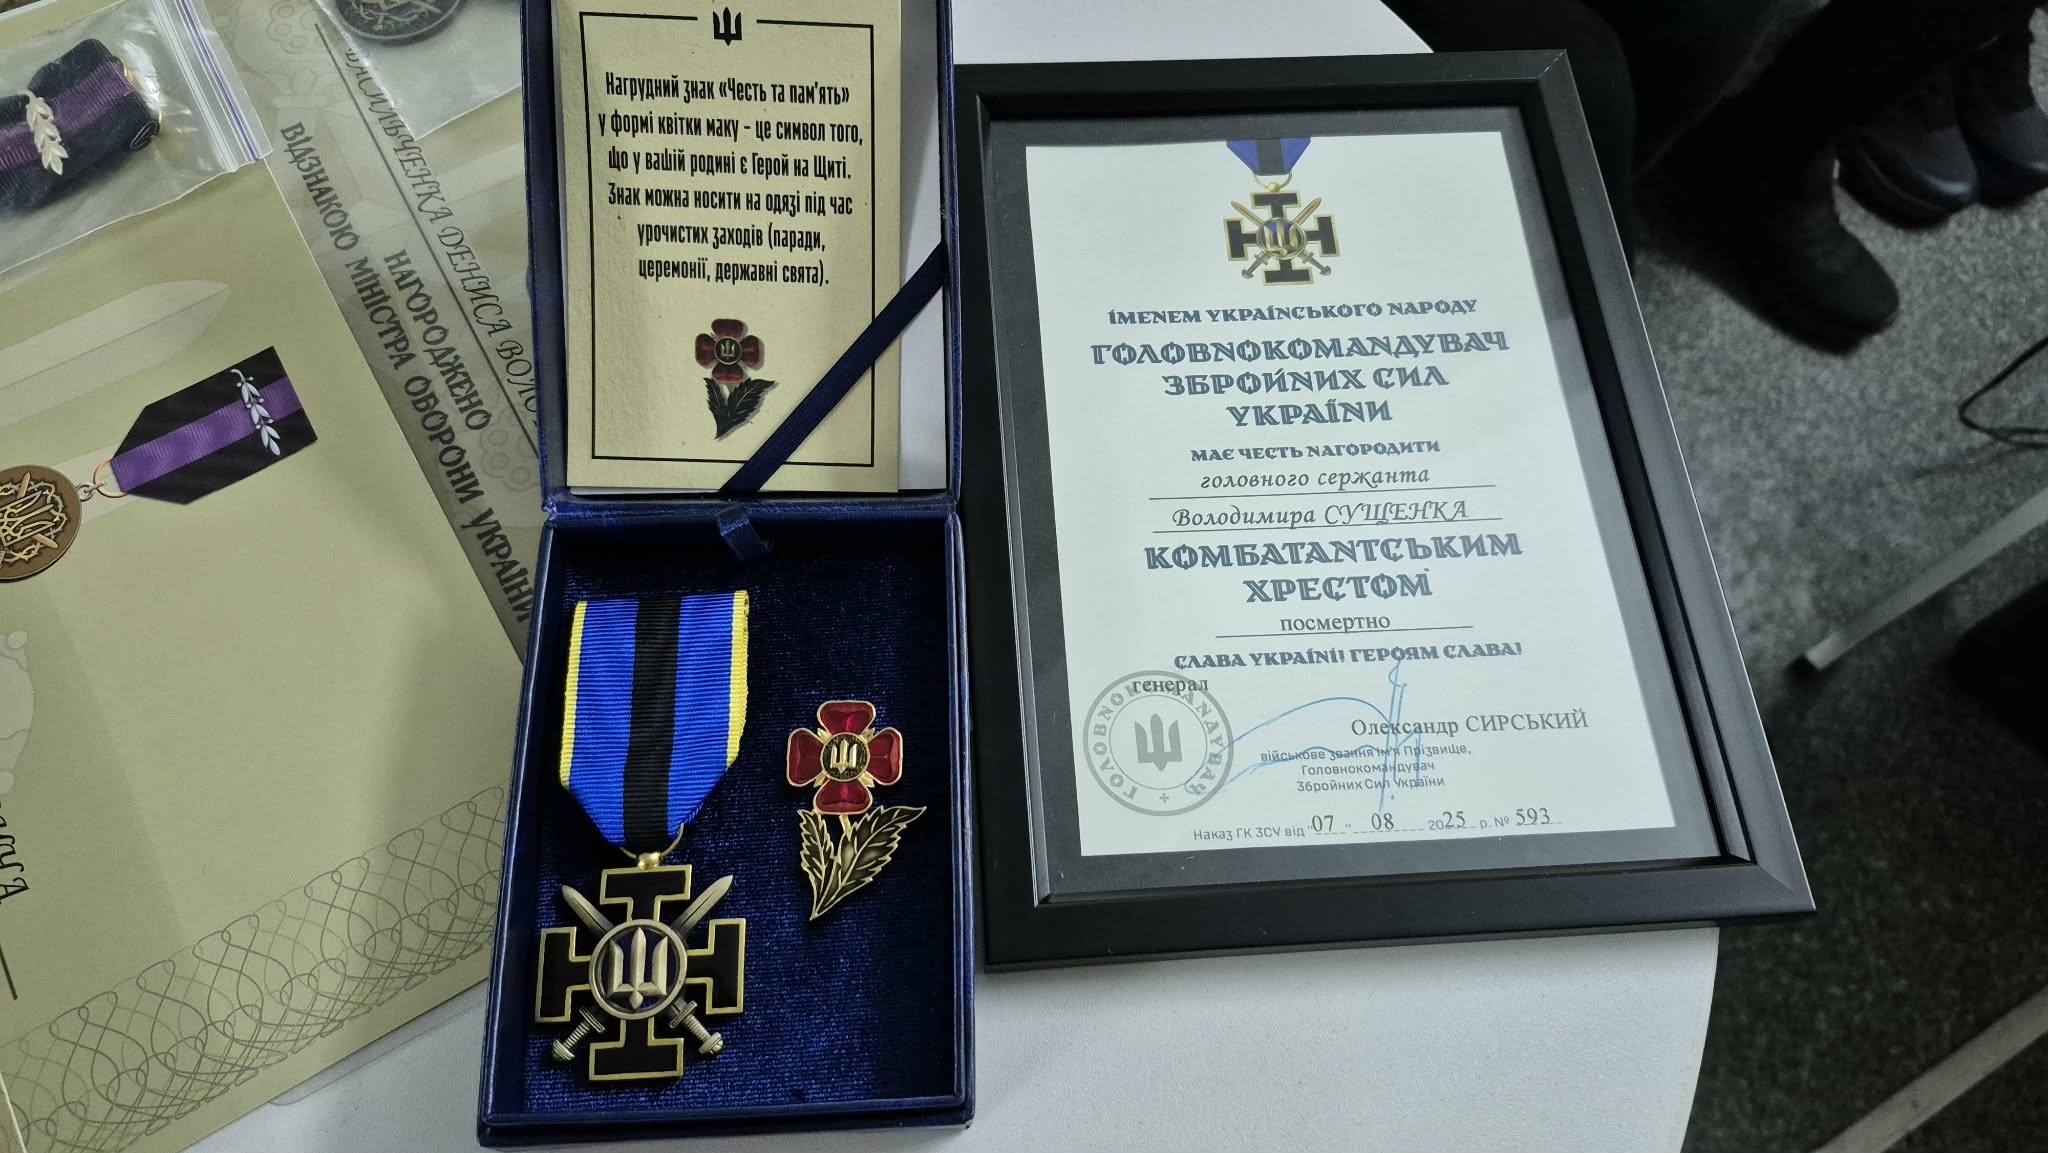 ВАСИЛЬЧЕНКА ДЕНИСА
НАГОРОДЖЕНО
ВІДЗНАКОЮ МІНІСТРА ОБОРОНИ УКРАЇНИ
Нагрудний знак «Честь та пам'ять»
у формі квітки маку – це символ того,
що у вашій родині є Герой на Щиті.
Знак можна носити на одязі під час
урочистих заходів (паради,
церемонії, державні свята).
ІМЕНЕМ УКРАЇНСЬКОГО НАРОДУ
ГОЛОВНОКОМАНДУВАЧ
ЗБРОЙНИХ СИЛ
УКРАЇНИ
МАЄ ЧЕСТЬ НАГОРОДИТИ
головного сержанта
Володимира СУЩЕНКА
КОМБАТАНТСЬКИМ
ХРЕСТОМ
посмертно
СЛАВА УКРАЇНІ! ГЕРОЯМ СЛАВА!
генерал
ГОЛОВНОКОМАНДУВАЧ
Олександр СИРСЬКИЙ
військове звання Ім'я Прізвище,
Головнокомандувач
Збройних Сил України
Наказ ГК ЗСУ від "07" 08 2025 р. № 593